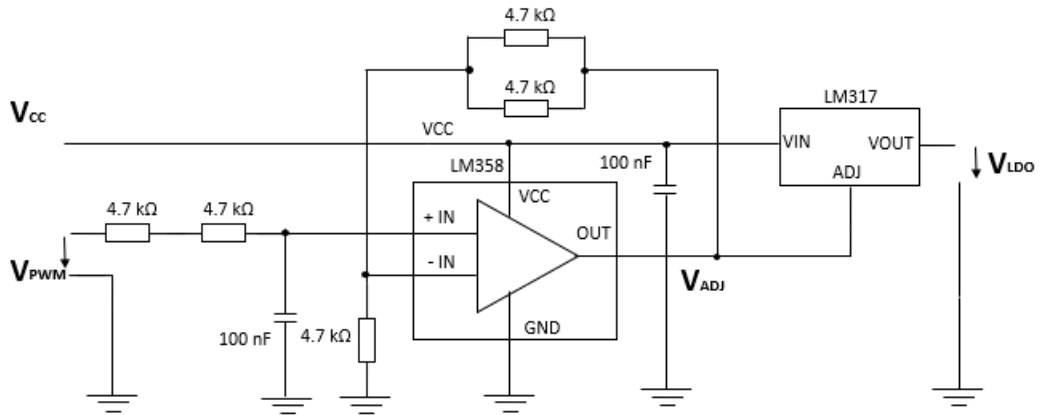 4.7 kΩ
4.7 kΩ
LM317
VCC
VCC
VIN
VOUT
100 nF
ADJ
VLDO
LM358
VCC
4.7 kΩ
4.7 kΩ
+ IN
OUT
- IN
VPWM
VADJ
GND
100 nF
4.7 kΩ